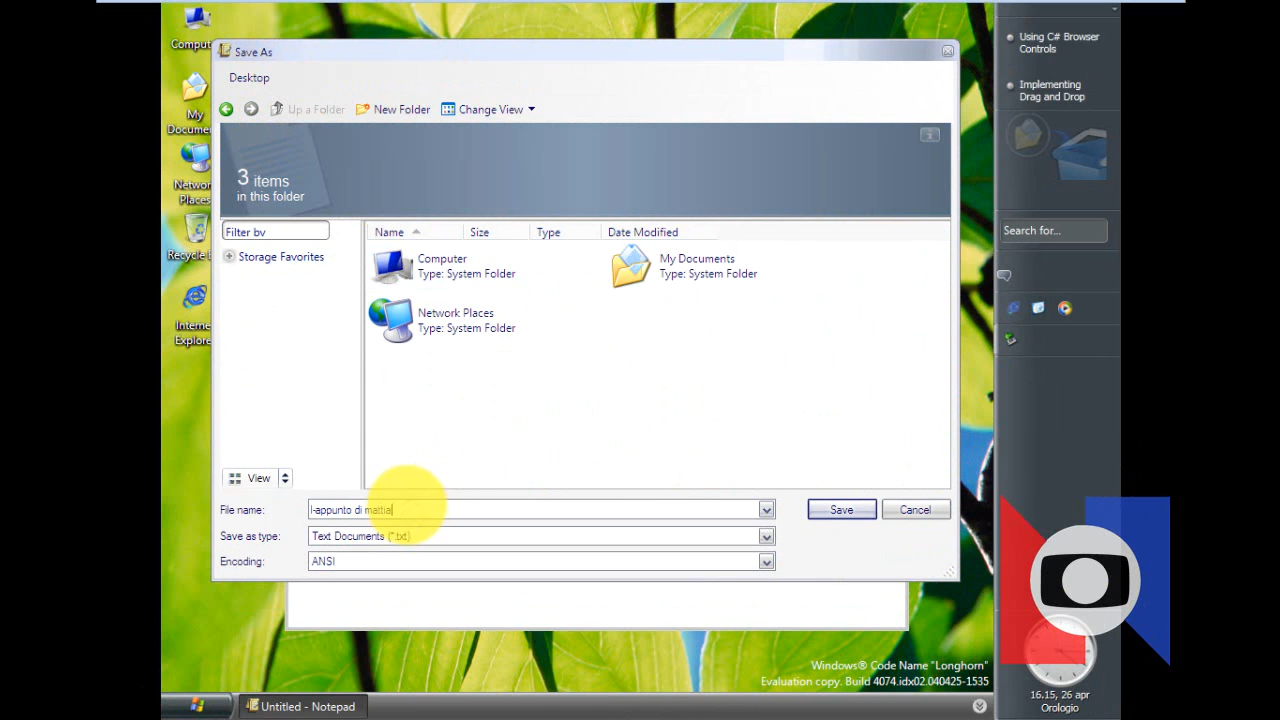 Comput
My
Docume
Networ
Places
Recycle B
Interne
Explore
Save As
Desktop
Up a Folder
New Folder
Change View
3 items
in this folder
Filter by
Name
Size
Type
Date Modified
Storage Favorites
Computer
Type: System Folder
My Documents
Type: System Folder
Network Places
Type: System Folder
View
File name:
l-appunto di mattia
Save
Cancel
Save as type:
Text Documents (*.txt)
Encoding:
ANSI
Using C# Browser
Controls
Implementing
Drag and Drop
Search for...
Windows® Code Name "Longhorn"
Evaluation copy. Build 4074.idx02.040425-1535
Untitled - Notepad
16.15, 26 apr
Orologio